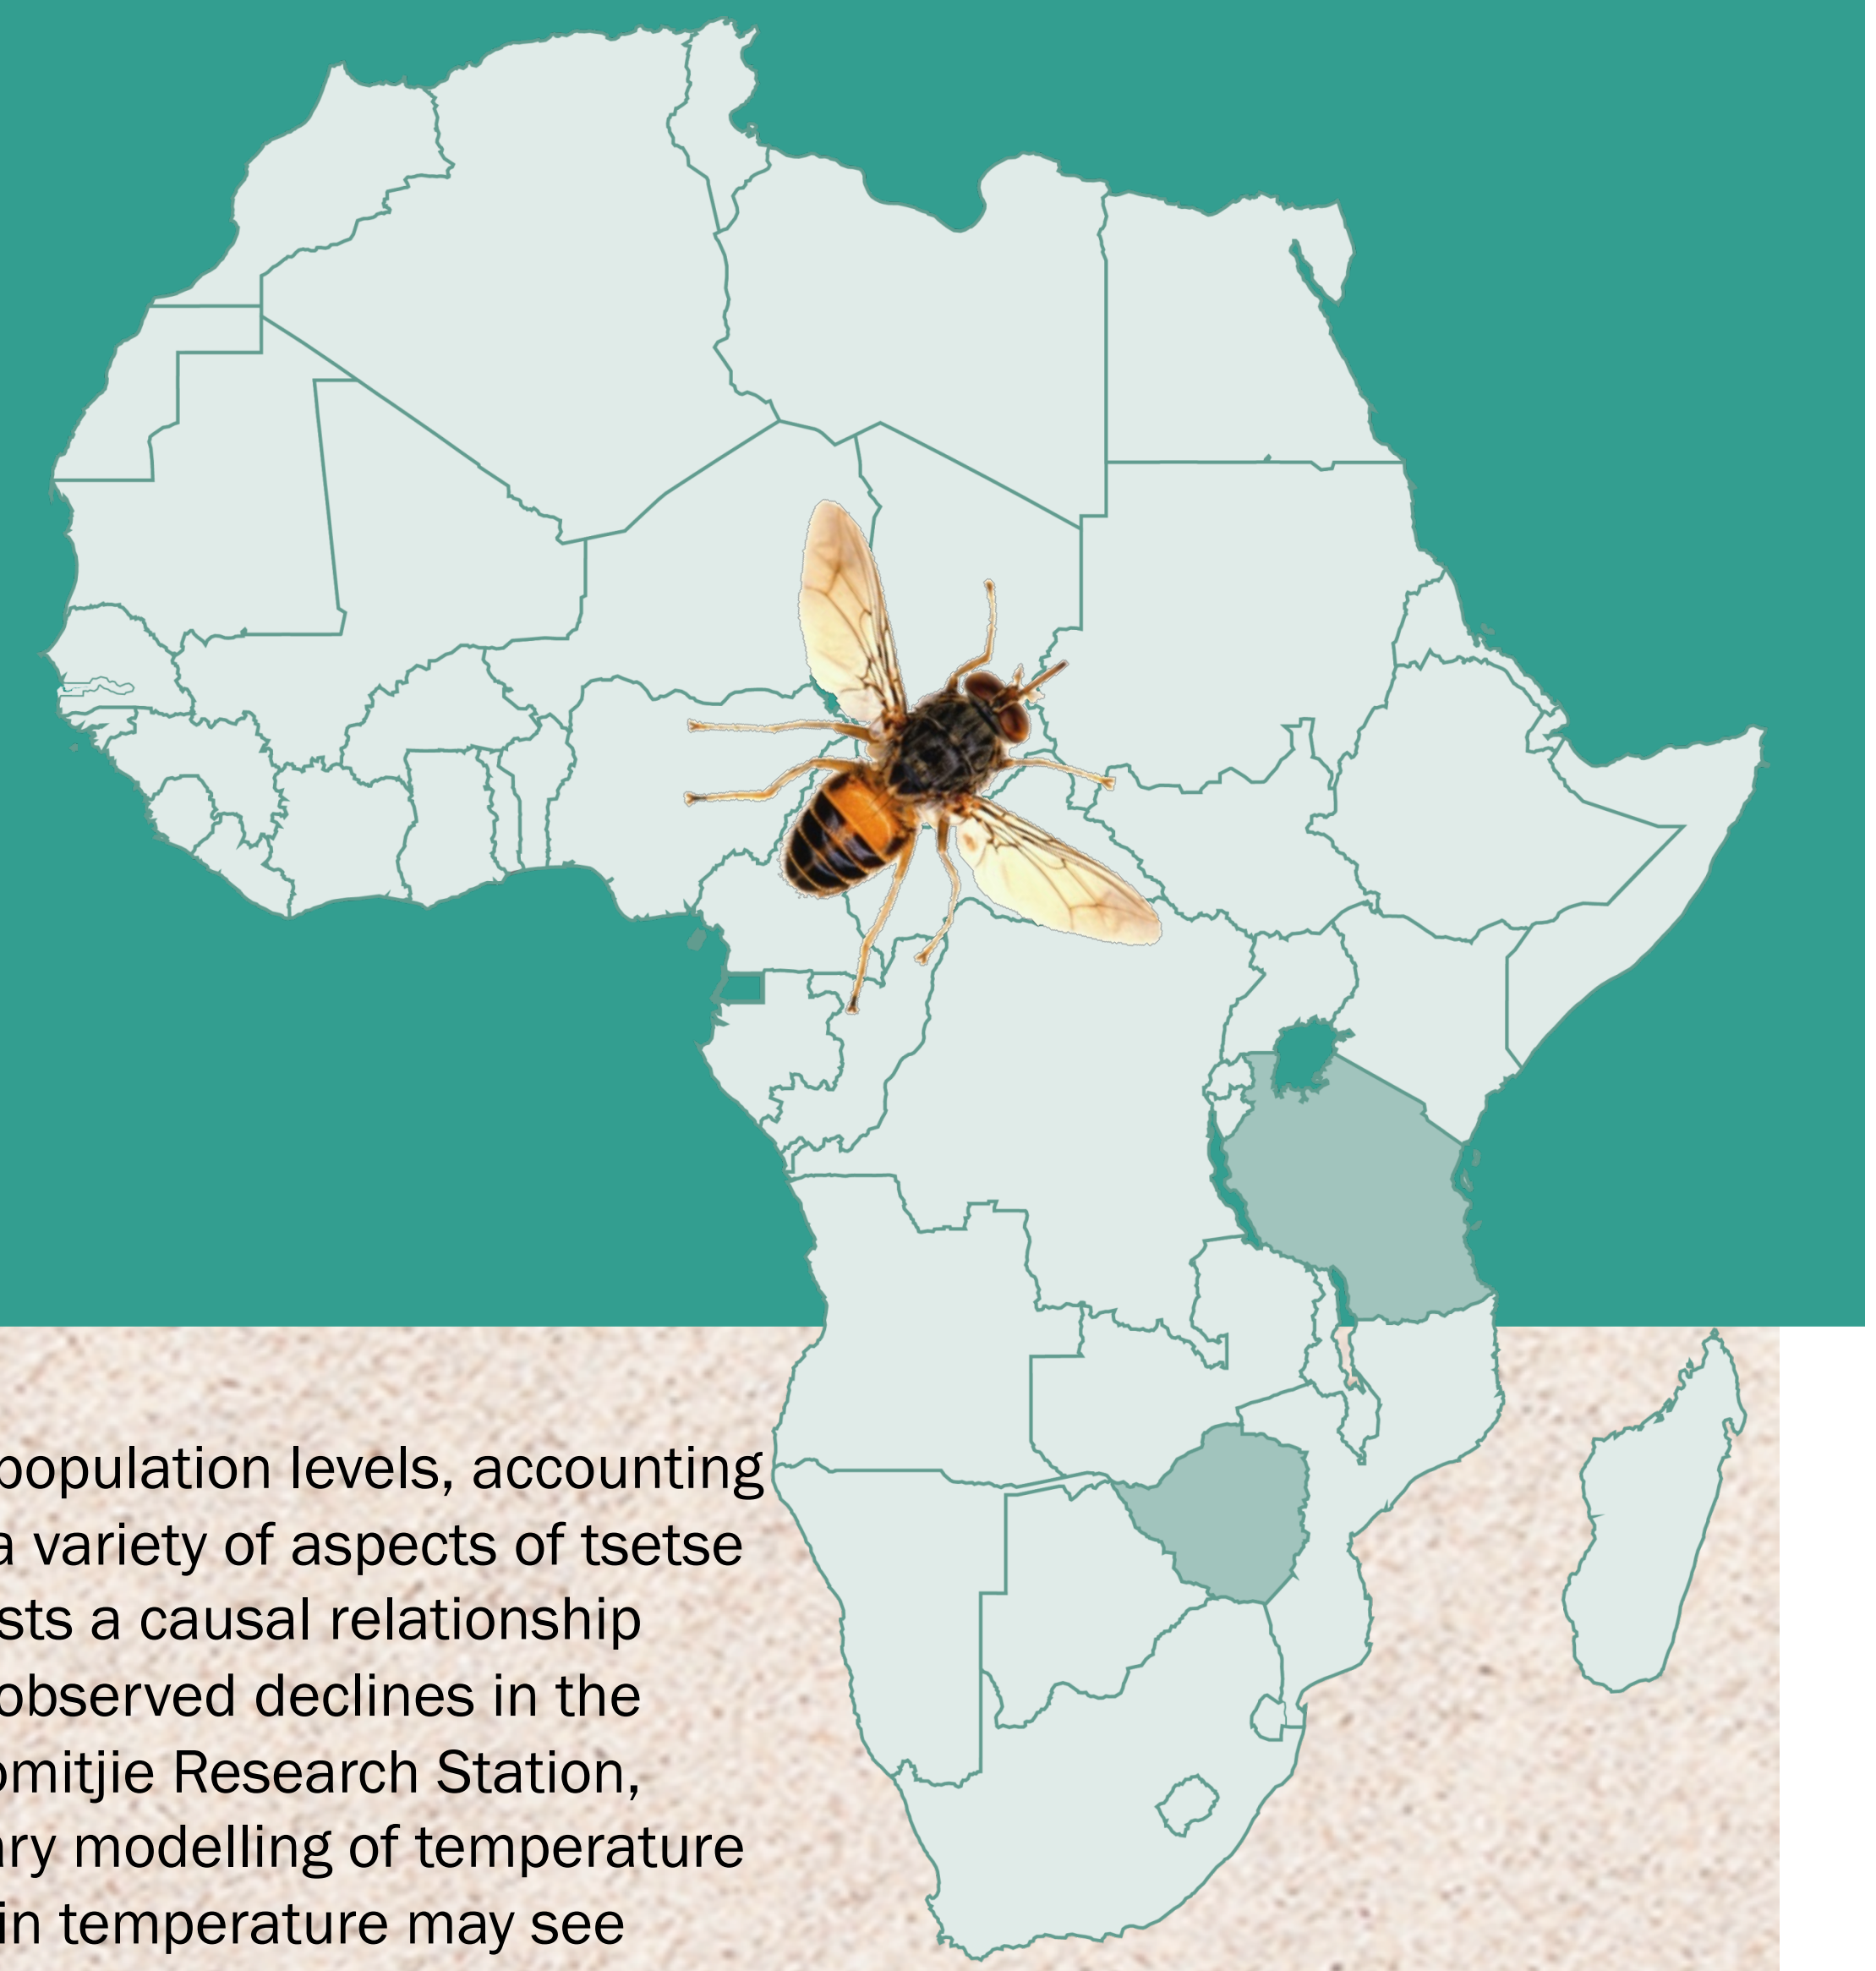 population levels, accounting
a variety of aspects of tsetse
sts a causal relationship
observed declines in the
omitjie Research Station,
ary modelling of temperature
in temperature may see